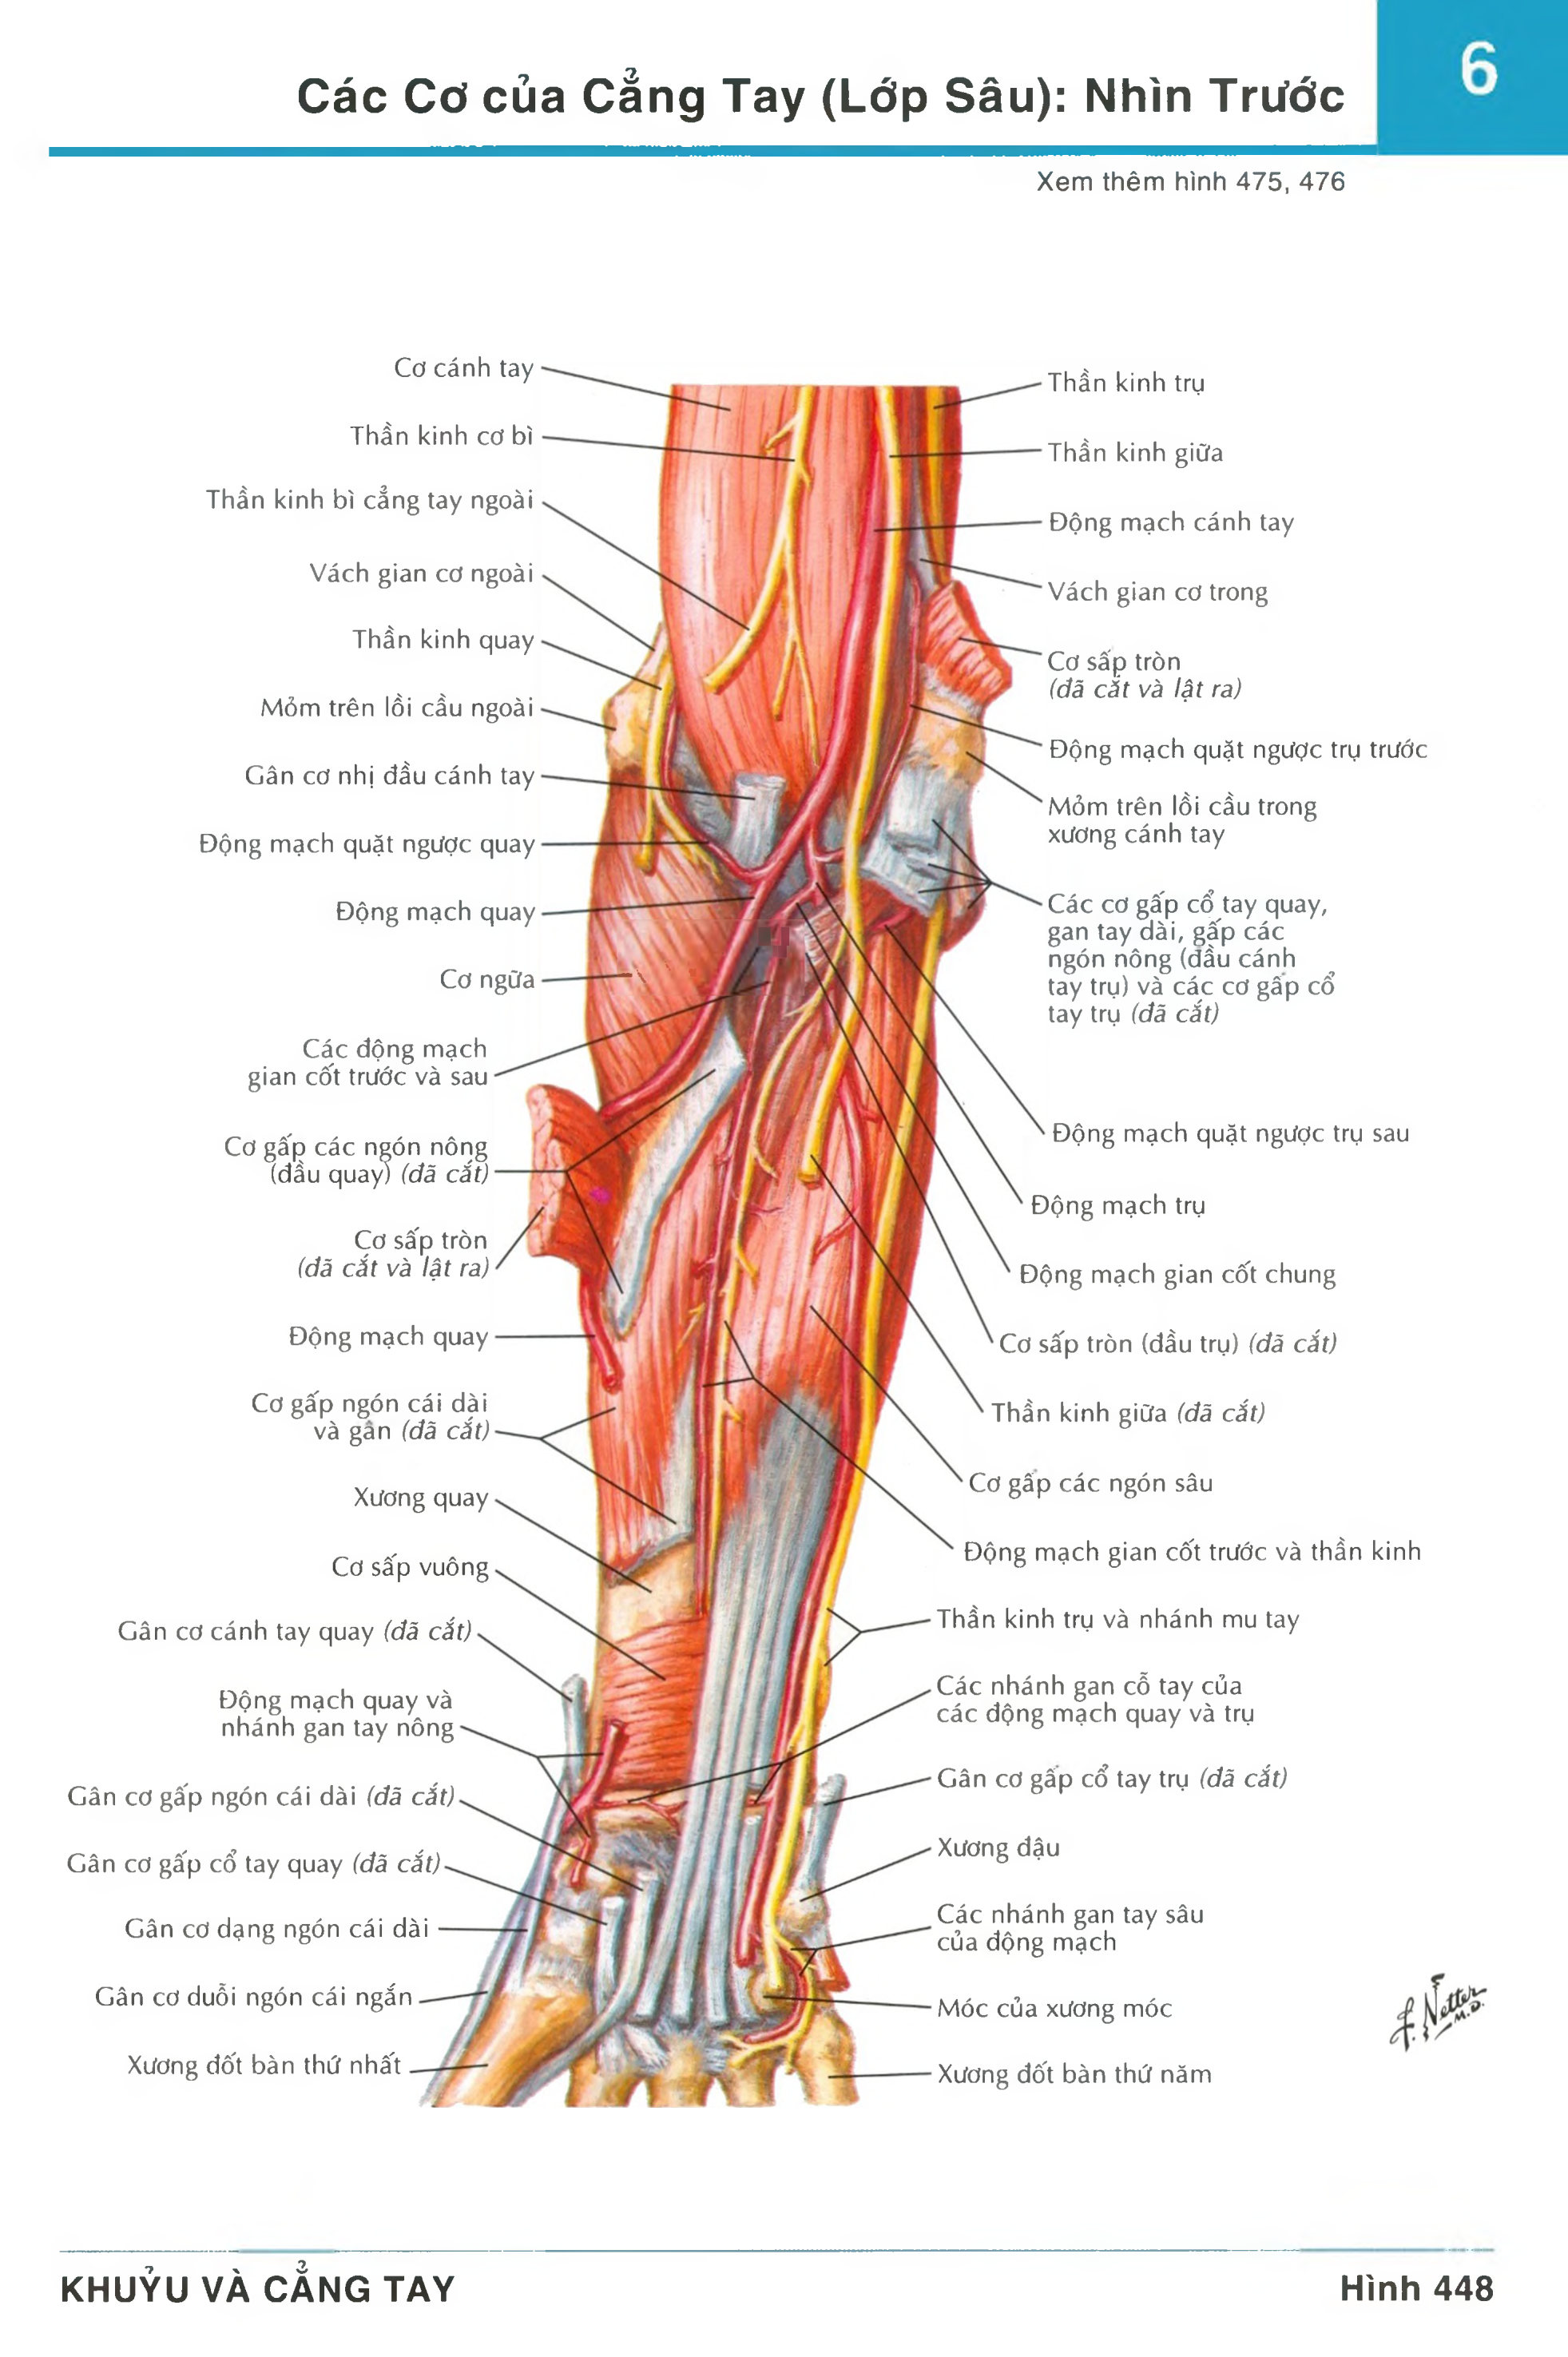 6
Các Cơ của Cẳng Tay (Lớp Sâu): Nhìn Trước
Xem thêm hình 475, 476
Cơ cánh tay
Thần kinh cơ bì
Thần kinh bì cẳng tay ngoài
Vách gian cơ ngoài
Thần kinh quay
Mỏm trên lồi cầu ngoài
Gân cơ nhị đầu cánh tay
Động mạch quặt ngược quay
Động mạch quay
Cơ ngữa
Các động mạch
gian cốt trước và sau
Cơ gấp các ngón nông
(đầu quay) (đã cắt)
Cơ sấp tròn
(đã cắt và lật ra)
Động mạch quay
Cơ gấp ngón cái dài
và gân (đã cắt)
Xương quay
Cơ sấp vuông
Gân cơ cánh tay quay (đã cắt)
Động mạch quay và
nhánh gan tay nông
Gân cơ gấp ngón cái dài (đã cắt)
Gân cơ gấp cổ tay quay (đã cắt)
Gân cơ dạng ngón cái dài
Gân cơ duỗi ngón cái ngắn
Xương đốt bàn thứ nhất
Thần kinh trụ
Thần kinh giữa
Động mạch cánh tay
Vách gian cơ trong
Cơ sấp tròn
(đã cắt và lật ra)
Động mạch quặt ngược trụ trước
Mỏm trên lồi cầu trong
xương cánh tay
Các cơ gấp cổ tay quay,
gan tay dài, gấp các
ngón nông (đầu cánh
tay trụ) và các cơ gấp cổ
tay trụ (đã cắt)
Động mạch quặt ngược trụ sau
Động mạch trụ
Động mạch gian cốt chung
Cơ sấp tròn (đầu trụ) (đã cắt)
Thần kinh giữa (đã cắt)
Cơ gấp các ngón sâu
Động mạch gian cốt trước và thần kinh
Thần kinh trụ và nhánh mu tay
Các nhánh gan cỗ tay của
các động mạch quay và trụ
Gân cơ gấp cổ tay trụ (đã cắt)
Xương đậu
Các nhánh gan tay sâu
của động mạch
Móc của xương móc
Xương đốt bàn thứ năm
F. Netter
M.D.
KHUỶU VÀ CẲNG TAY
Hình 448